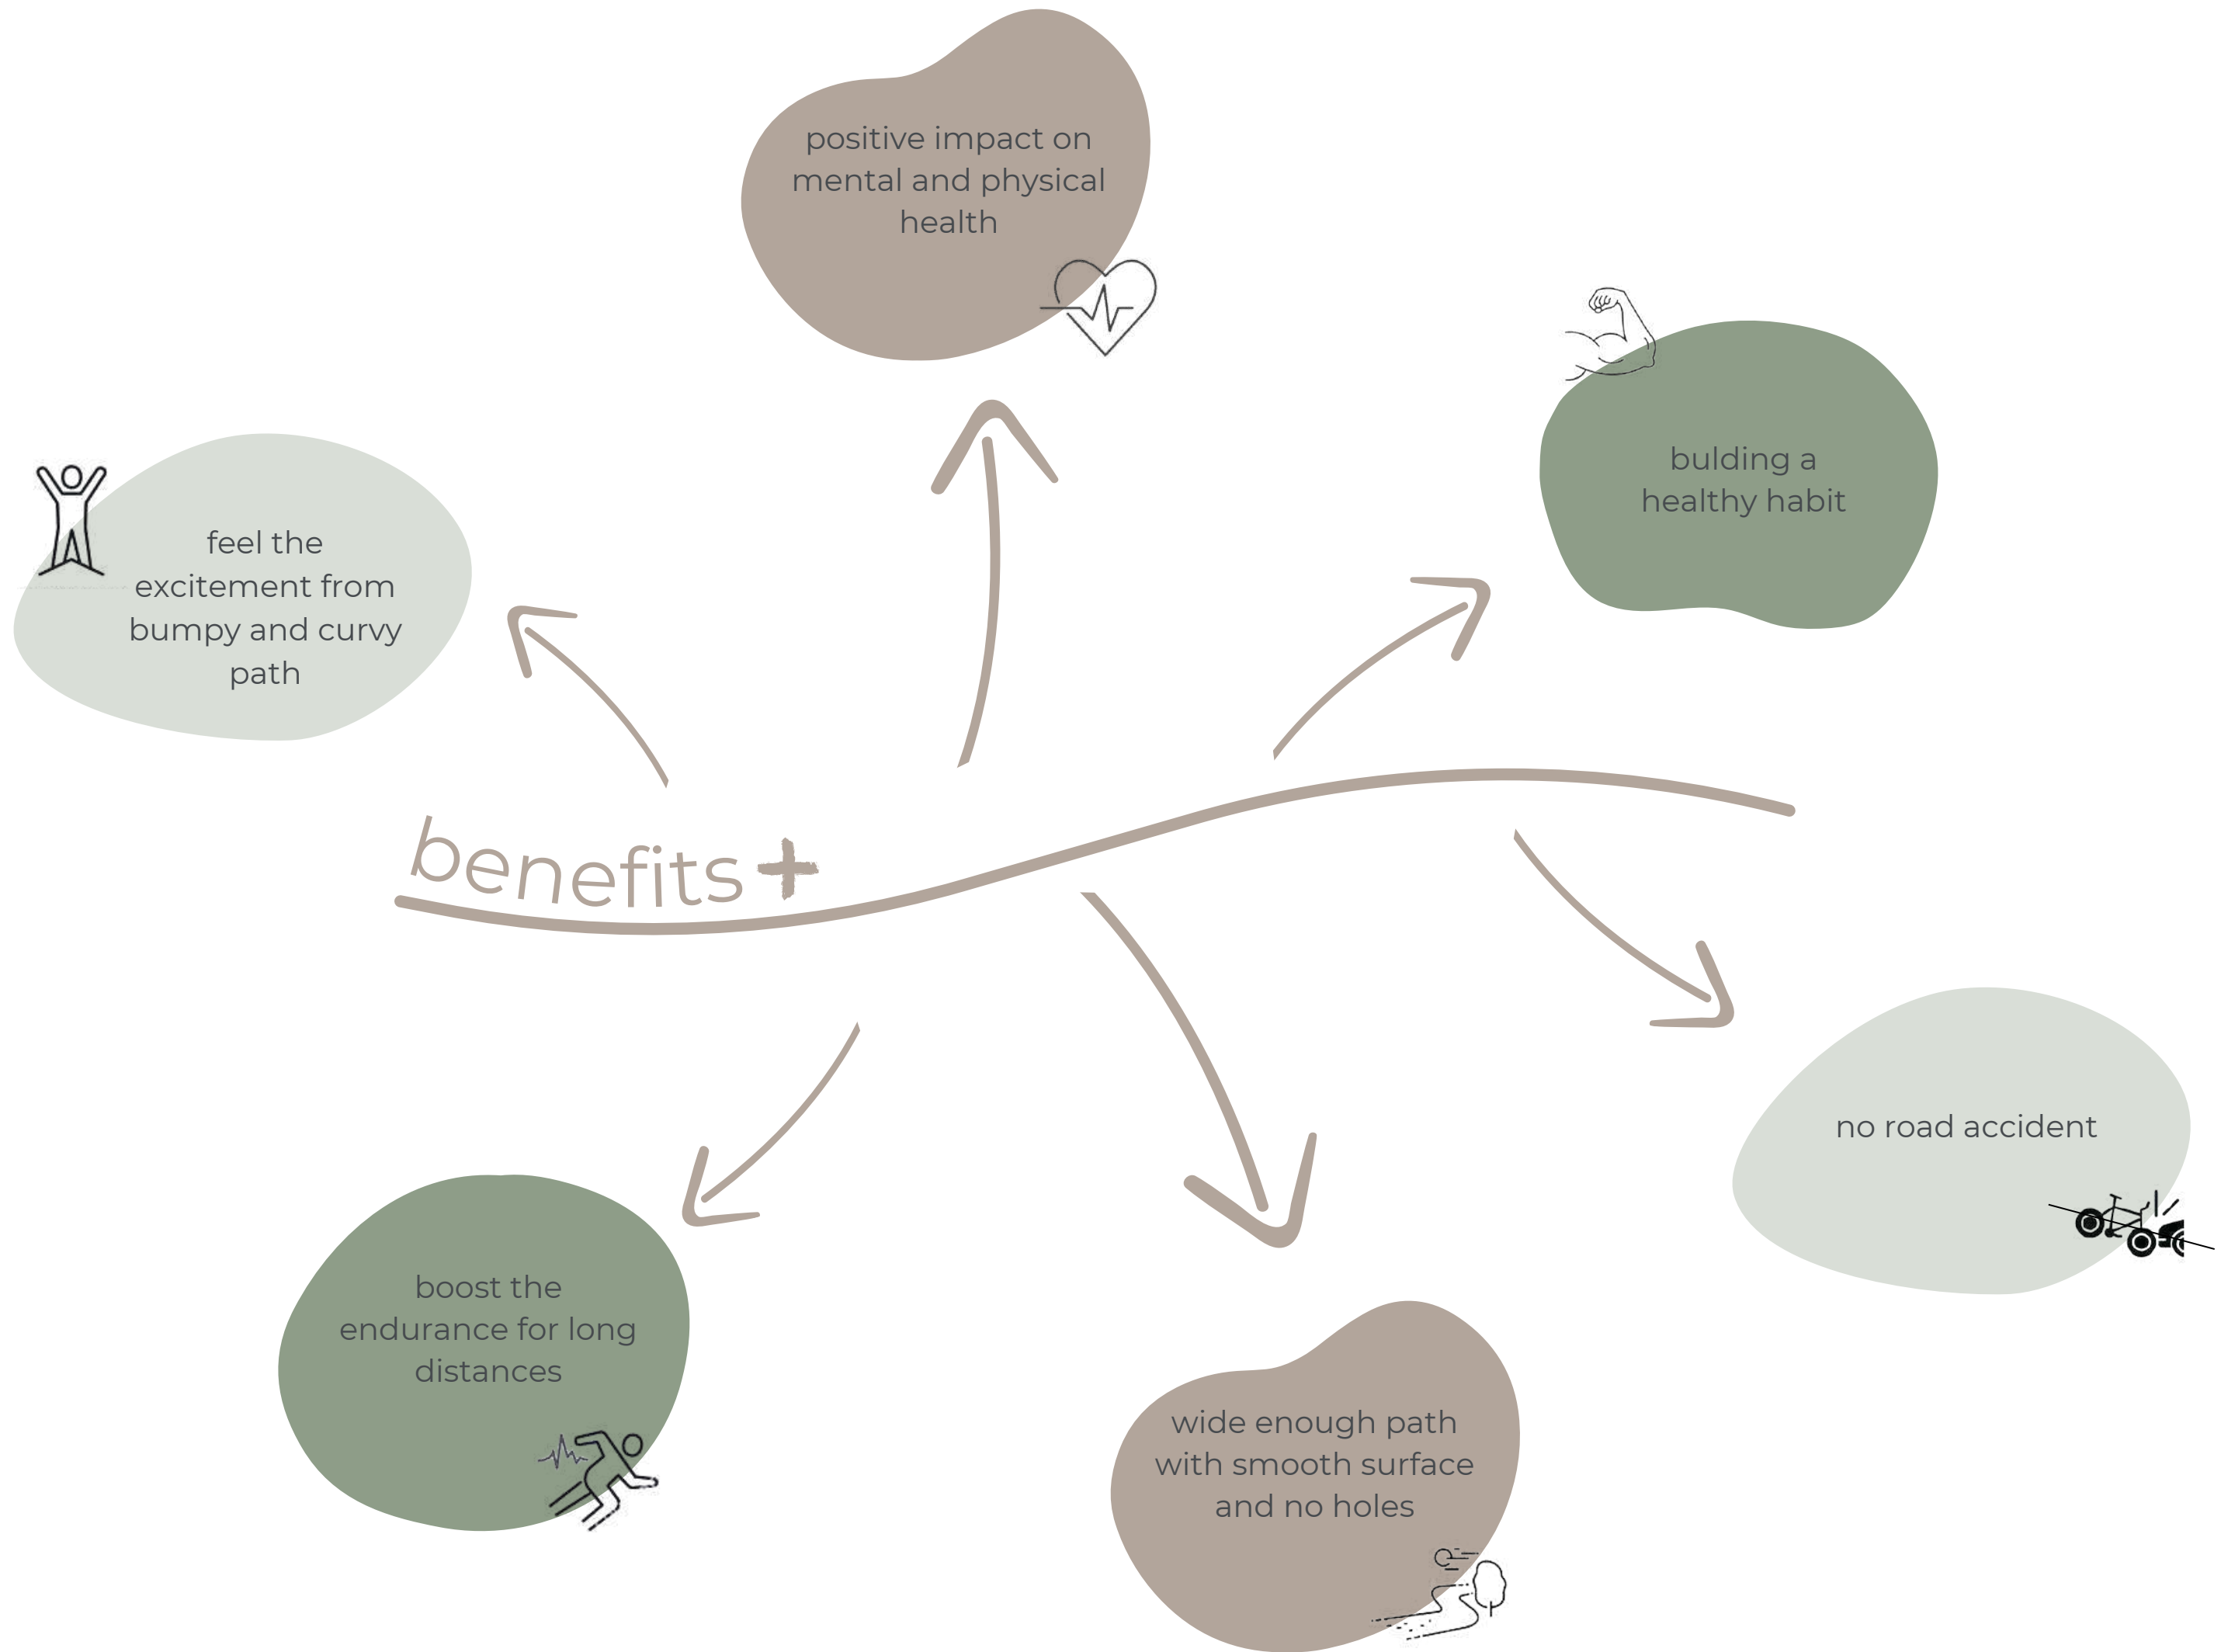 positive impact on
mental and physical
health
bulding a
healthy habit
feel the
excitement from
bumpy and curvy
path
benefits+
no road accident
boost the
endurance for long
distances
wide enough path
with smooth surface
and no holes